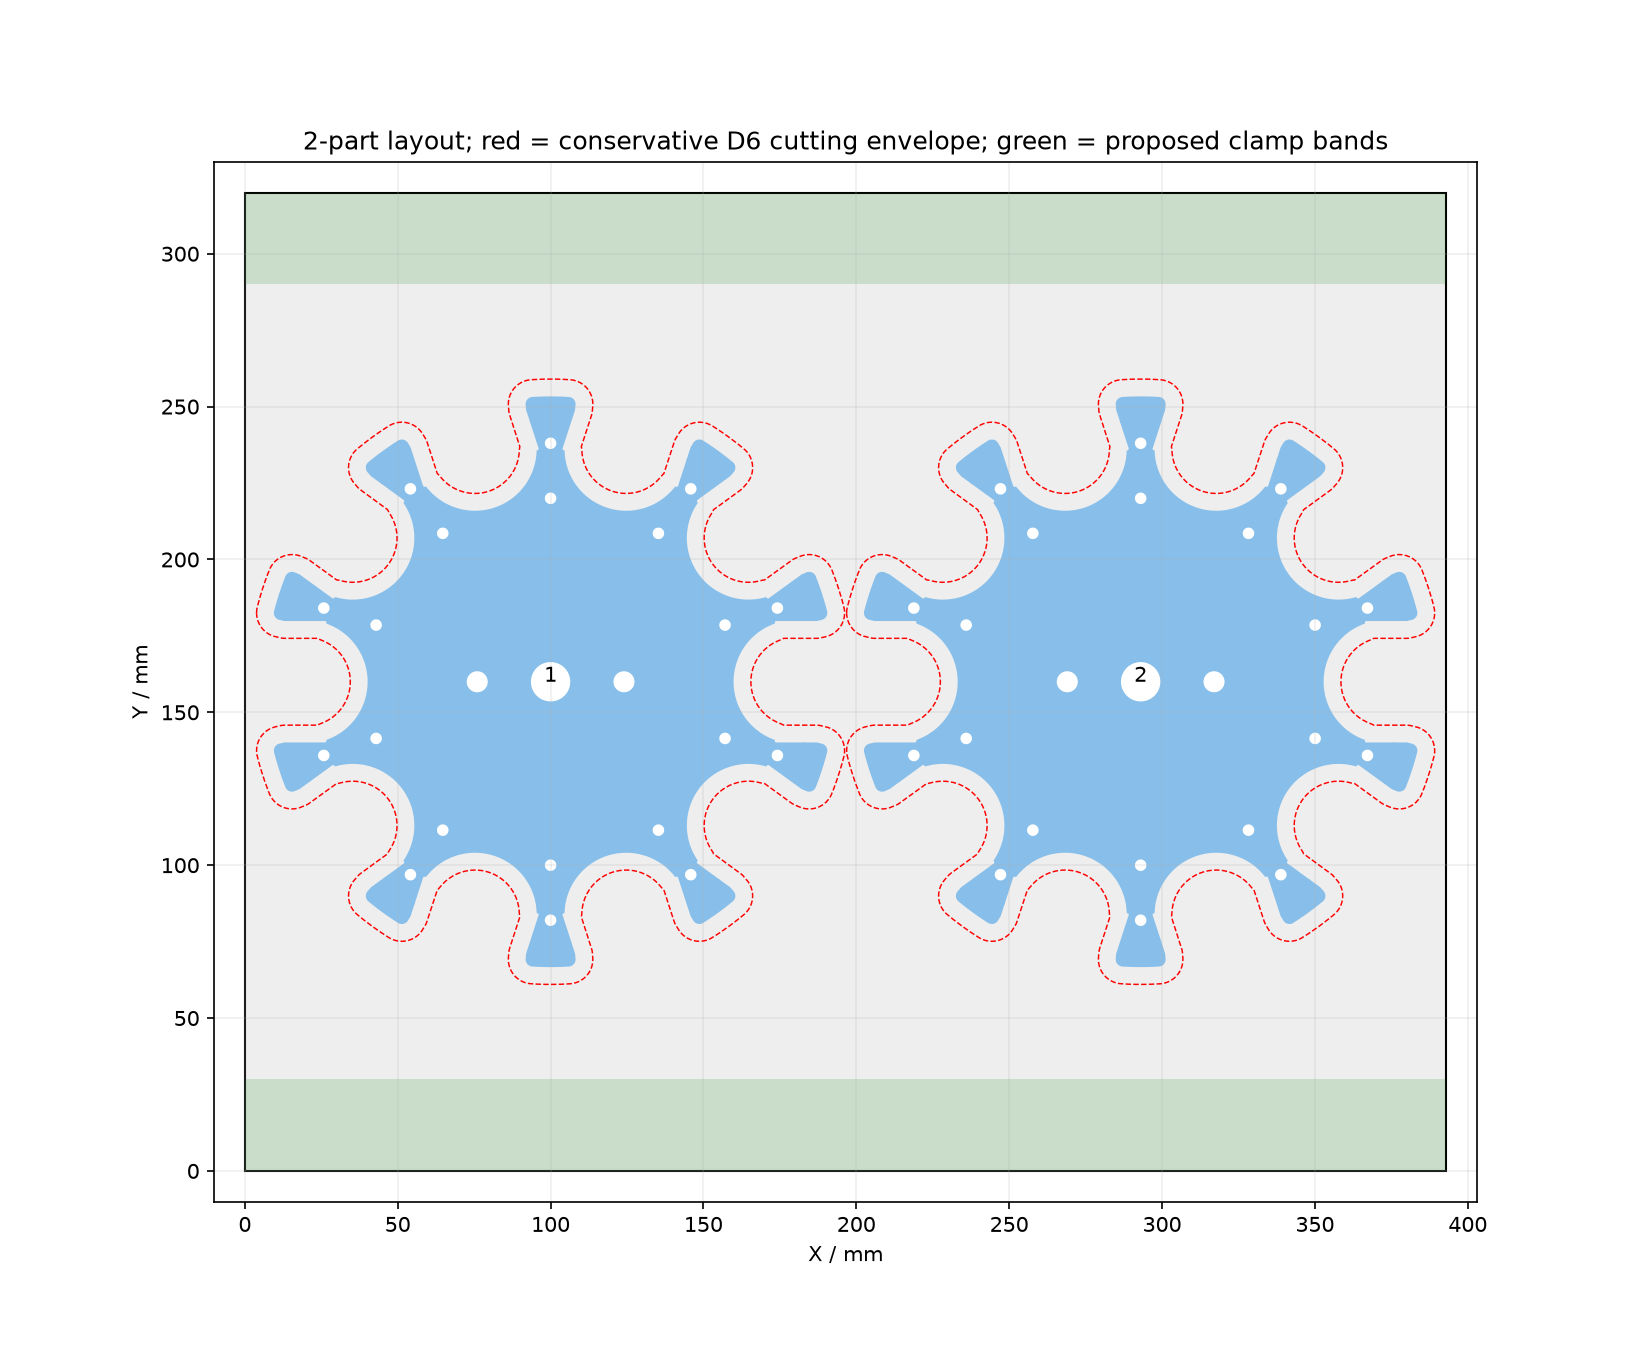 2-part layout; red = conservative D6 cutting envelope; green = proposed clamp bands
300
250
200
150
100
50
0
Y / mm
1
2
0 50 100 150 200 250 300 350 400
X / mm